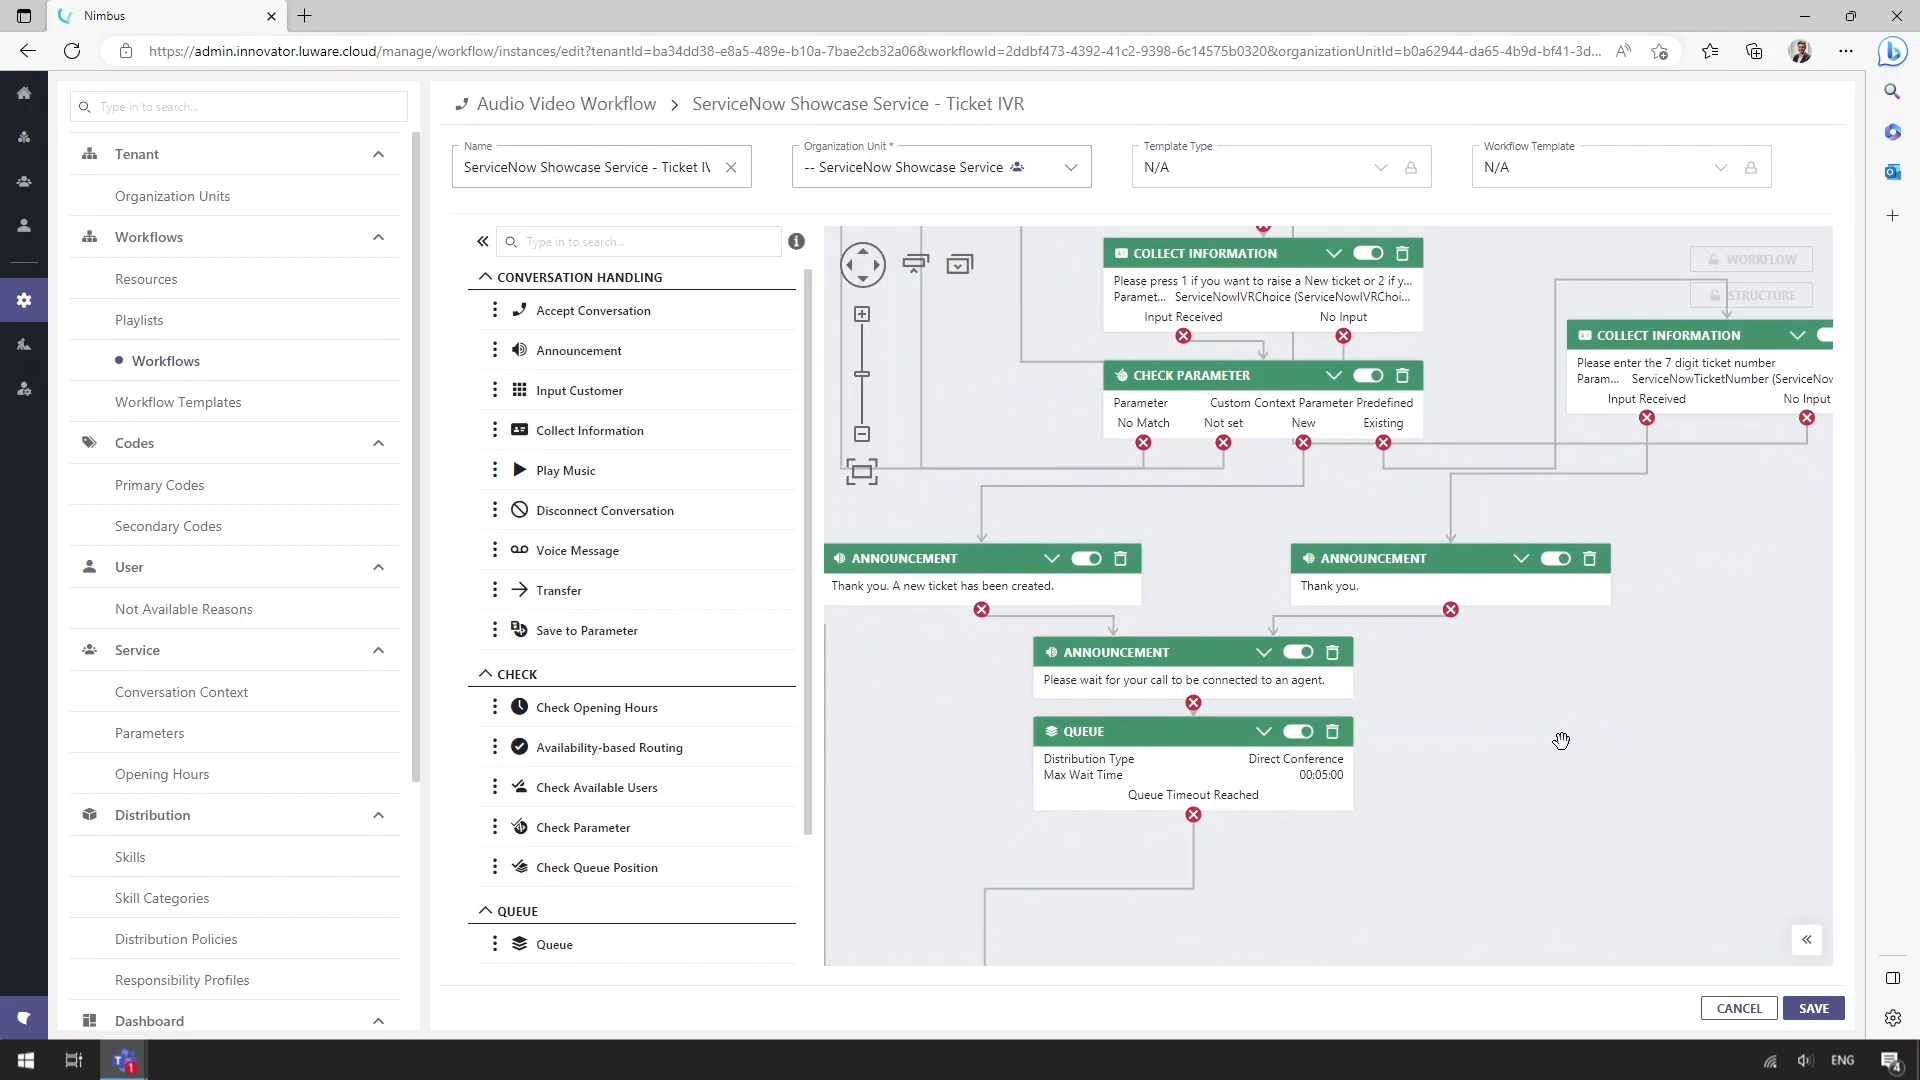 Nimbus
https://admin.innovator.luware.cloud/manage/workflow/instances/edit?tenantId=ba34dd38-e8a5-489e-b10a-7bae2cb32a06&workflowId=2ddbf473-4392-41c2-9398-6c14575b0320&organizationUnitId=b0a62944-da65-4b9d-bf41-3d...
Type in to search...
Tenant
Organization Units
Workflows
Resources
Playlists
Workflows
Workflow Templates
Codes
Primary Codes
Secondary Codes
User
Not Available Reasons
Service
Conversation Context
Parameters
Opening Hours
Distribution
Skills
Skill Categories
Distribution Policies
Responsibility Profiles
Dashboard
Audio Video Workflow > ServiceNow Showcase Service - Ticket IVR
Name
ServiceNow Showcase Service - Ticket IV
Organization Unit *
-- ServiceNow Showcase Service
Template Type
N/A
Workflow Template
N/A
Type in to search...
CONVERSATION HANDLING
Accept Conversation
Announcement
Input Customer
Collect Information
Play Music
Disconnect Conversation
Voice Message
Transfer
Save to Parameter
CHECK
Check Opening Hours
Availability-based Routing
Check Available Users
Check Parameter
Check Queue Position
QUEUE
Queue
WORKFLOW
STRUCTURE
COLLECT INFORMATION
Please press 1 if you want to raise a New ticket or 2 if y...
Paramet... ServiceNowIVRChoice (ServiceNowIVRChoi...
Input Received No Input
CHECK PARAMETER
Parameter Custom Context Parameter Predefined
No Match Not set New Existing
COLLECT INFORMATION
Please enter the 7 digit ticket number
Param... ServiceNowTicketNumber (ServiceNow
Input Received No Input
ANNOUNCEMENT
Thank you. A new ticket has been created.
ANNOUNCEMENT
Thank you.
ANNOUNCEMENT
Please wait for your call to be connected to an agent.
QUEUE
Distribution Type Direct Conference
Max Wait Time 00:05:00
Queue Timeout Reached
CANCEL
SAVE
T 1
ENG
4